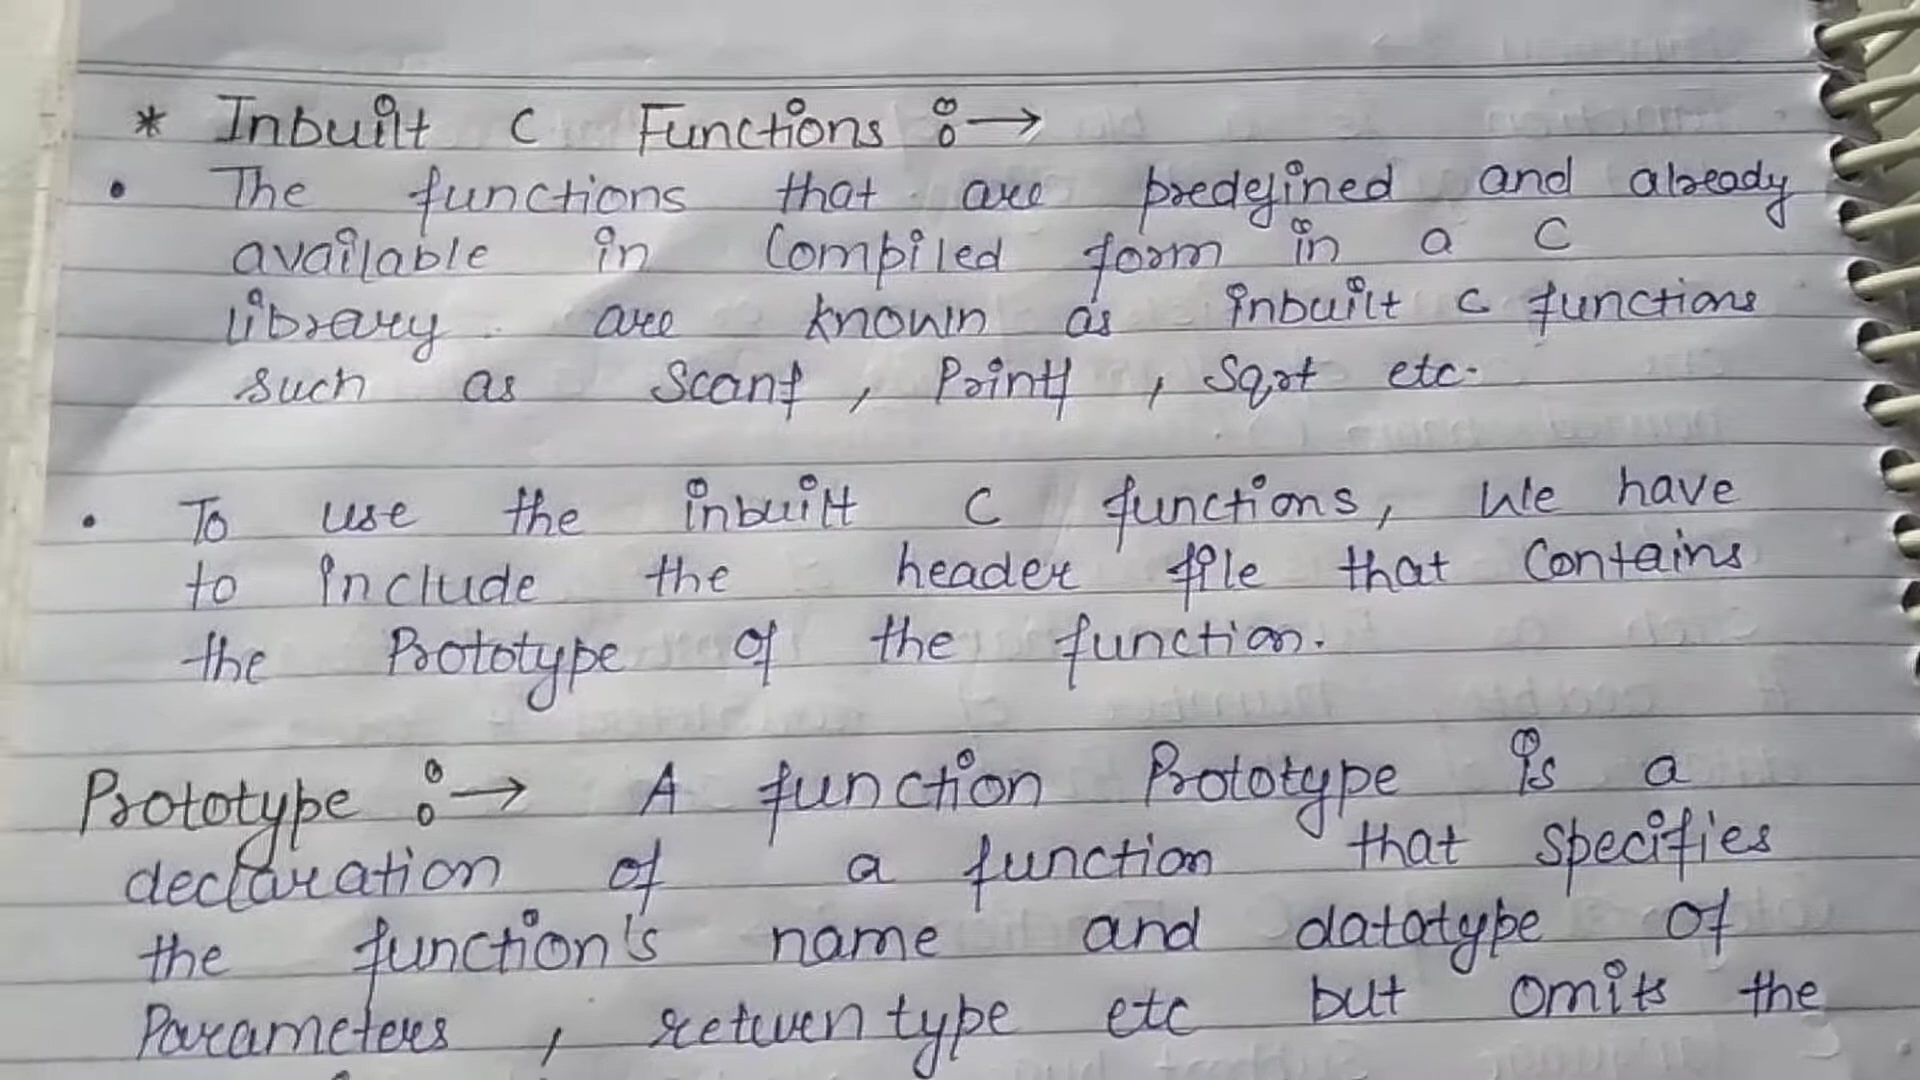 * Inbuilt C Functions :→
• The functions that are predefined and already
available in Compiled form in a C
library are known as inbuilt C functions
such as Scanf , Printf , Sqrt etc.
• To use the inbuilt C functions, We have
to include the header file that Contains
the Prototype of the function.
Prototype :→ A function Prototype is a
declaration of a function that specifies
the function's name and datatype of
Parameters , return type etc but omits the